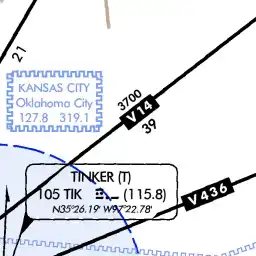 21
KANSAS CITY
Oklahoma City
127.8 319.1
3700
V14
39
TINKER (T)
105 TIK (115.8)
N35°26.19' W97°22.78'
V436